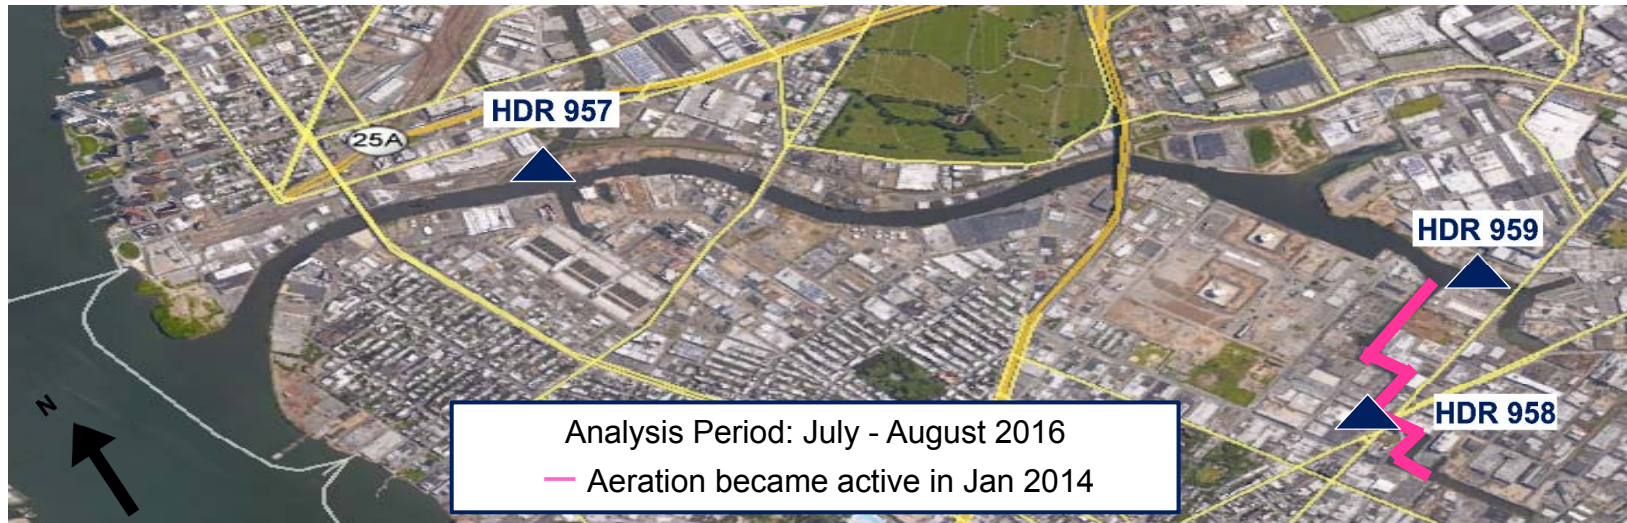 HDR 957
25A
HDR 959
HDR 958
N
Analysis Period: July - August 2016
Aeration became active in Jan 2014